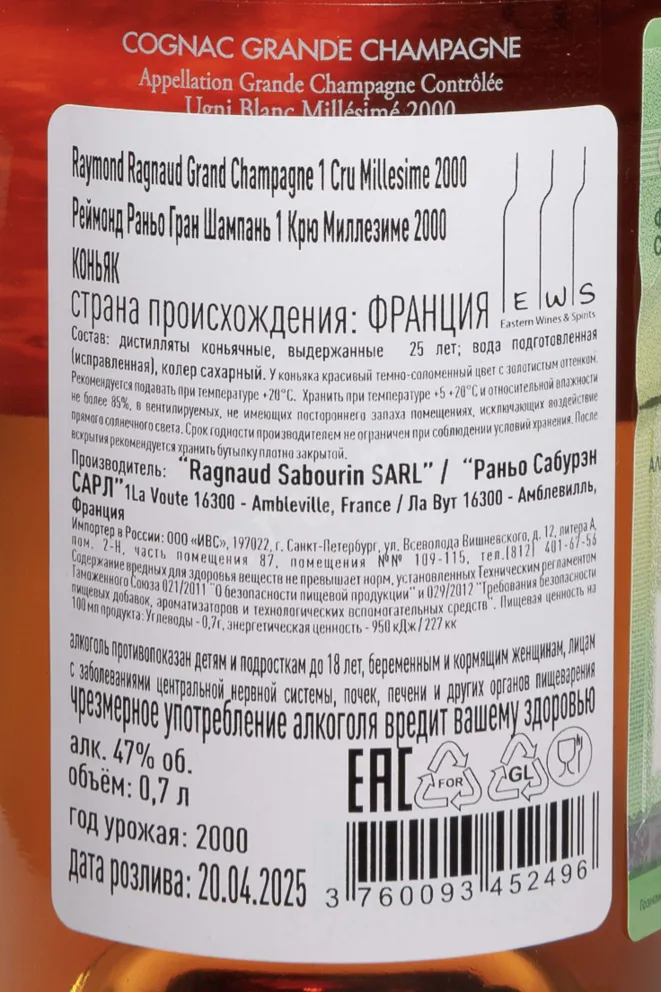 COGNAC GRANDE CHAMPAGNE
Appellation Grande Champagne Contrôlée
Ugni Blanc Millésimé 2000
Raymond Ragnaud Grand Champagne 1 Cru Millesime 2000
Реймонд Раньо Гран Шампань 1 Крю Миллезиме 2000
КОНЬЯК
страна происхождения: ФРАНЦИЯ
E W S
Eastern Wines & Spirits
Состав: дистилляты коньячные, выдержанные 25 лет; вода подготовленная
(исправленная), колер сахарный. У коньяка красивый темно-соломенный цвет с золотистым оттенком.
Рекомендуется подавать при температуре +20°C. Хранить при температуре +5 +20°C и относительной влажности
не более 85%, в вентилируемых, не имеющих постороннего запаха помещениях, исключающих воздействие
прямого солнечного света. Срок годности производителем не ограничен при соблюдении условий хранения. После
вскрытия рекомендуется хранить бутылку плотно закрытой.
Производитель: "Ragnaud Sabourin SARL" / "Раньо Сабурэн
САРЛ"1La Voute 16300 - Ambleville, France / Ла Вут 16300 - Амблевилль,
Франция
Импортер в России: ООО «ИВС», 197022, г. Санкт-Петербург, ул. Всеволода Вишневского, д. 12, литера А,
пом. 2-Н, часть помещения 87, помещения №№ 109-115, тел.(812) 401-67-56
Содержание вредных для здоровья веществ не превышает норм, установленных Техническим регламентом
Таможенного Союза 021/2011 "О безопасности пищевой продукции" и 029/2012 "Требования безопасности
пищевых добавок, ароматизаторов и технологических вспомогательных средств". Пищевая ценность на
100 мл продукта: Углеводы - 0,7г, энергетическая ценность - 950 кДж/227 кк
алкоголь противопоказан детям и подросткам до 18 лет, беременным и кормящим женщинам, лицам
с заболеваниями центральной нервной системы, почек, печени и других органов пищеварения
чрезмерное употребление алкоголя вредит вашему здоровью
алк. 47% об.
объём: 0,7 л
год урожая: 2000
дата розлива: 20.04.2025
EAC
FOR
GL
3 760093 452496